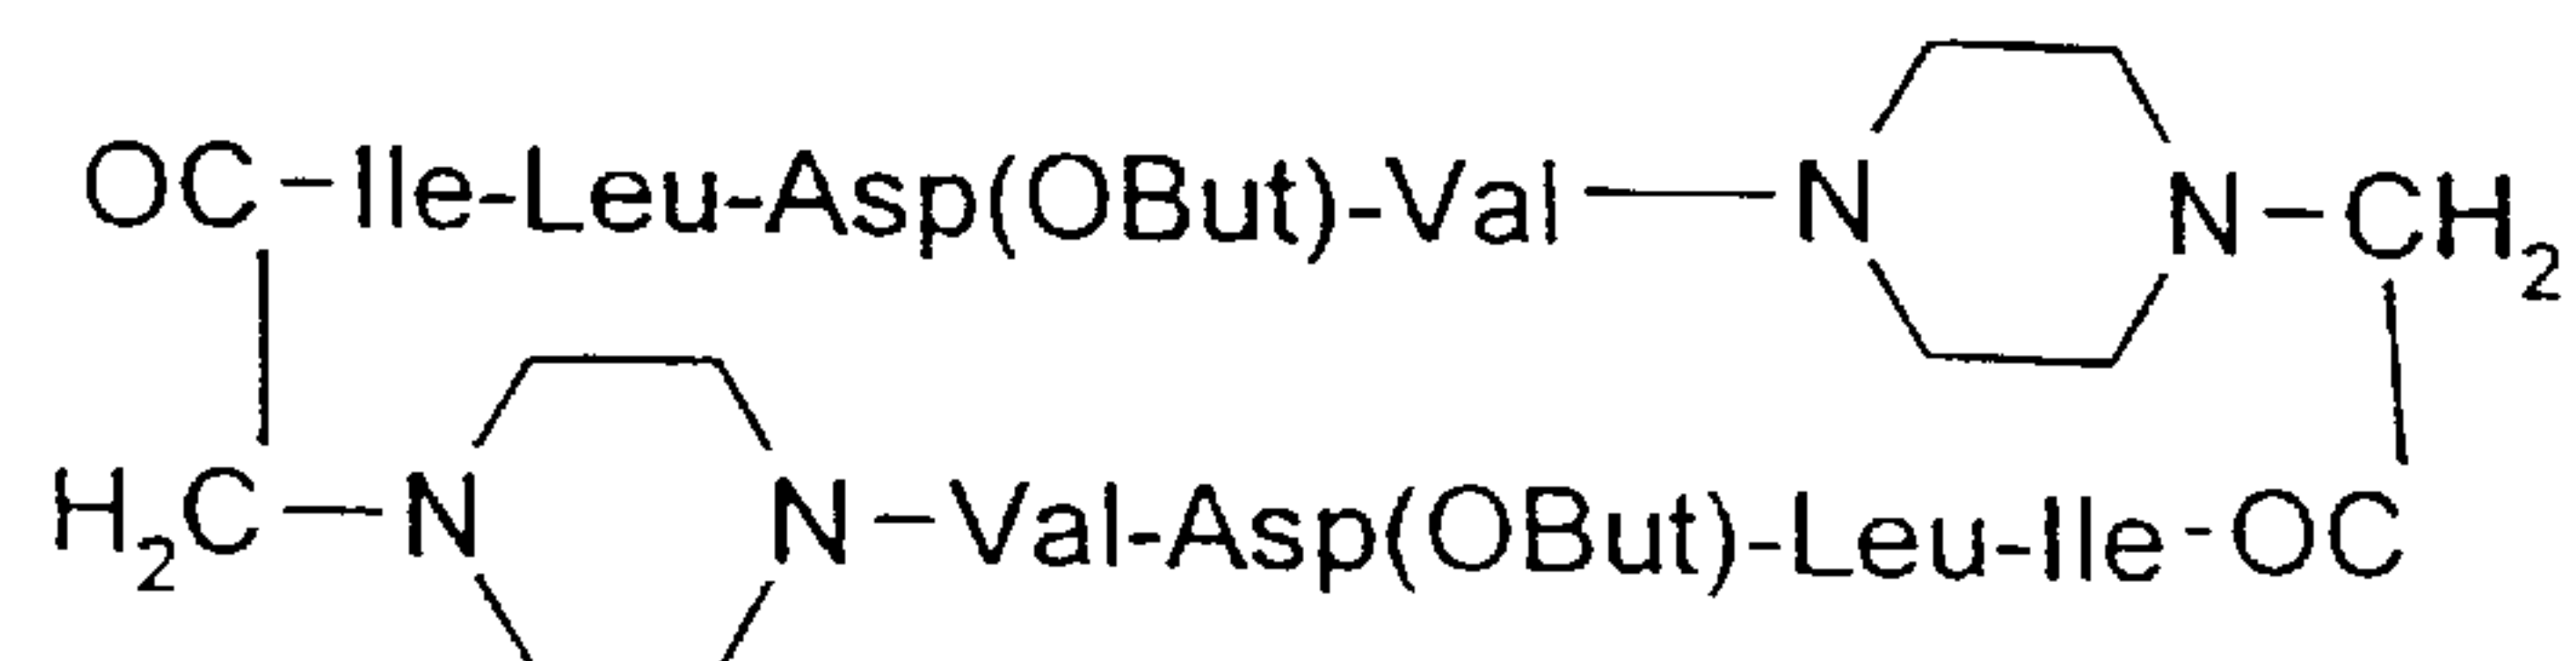 OC-Ile-Leu-Asp(OBut)-Val—N N-CH2
H2C-N N-Val-Asp(OBut)-Leu-Ile-OC